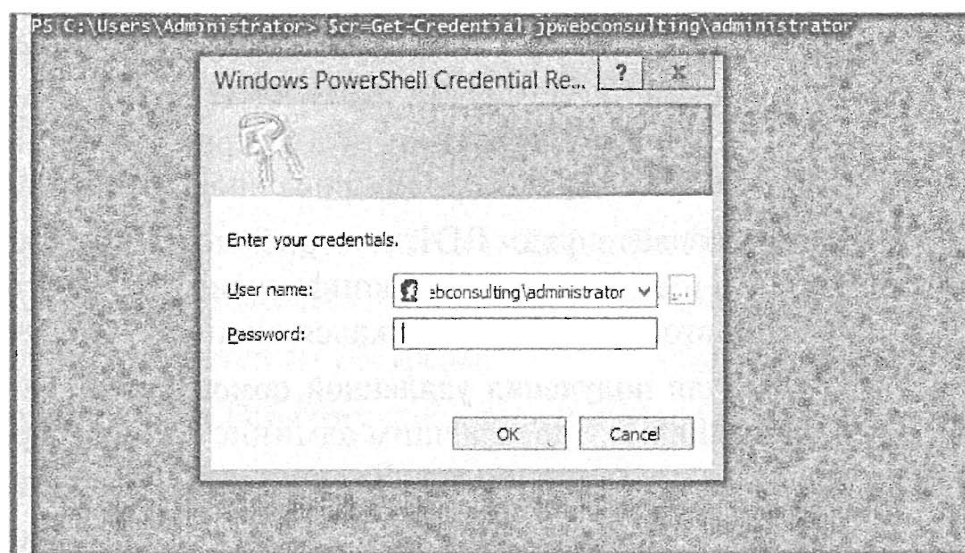 PS C:\Users\Administrator> $cr=Get-Credential jpwebconsulting\administrator
Windows PowerShell Credential Re... ? x
Enter your credentials.
User name: ebconsulting\administrator ...
Password:
OK Cancel